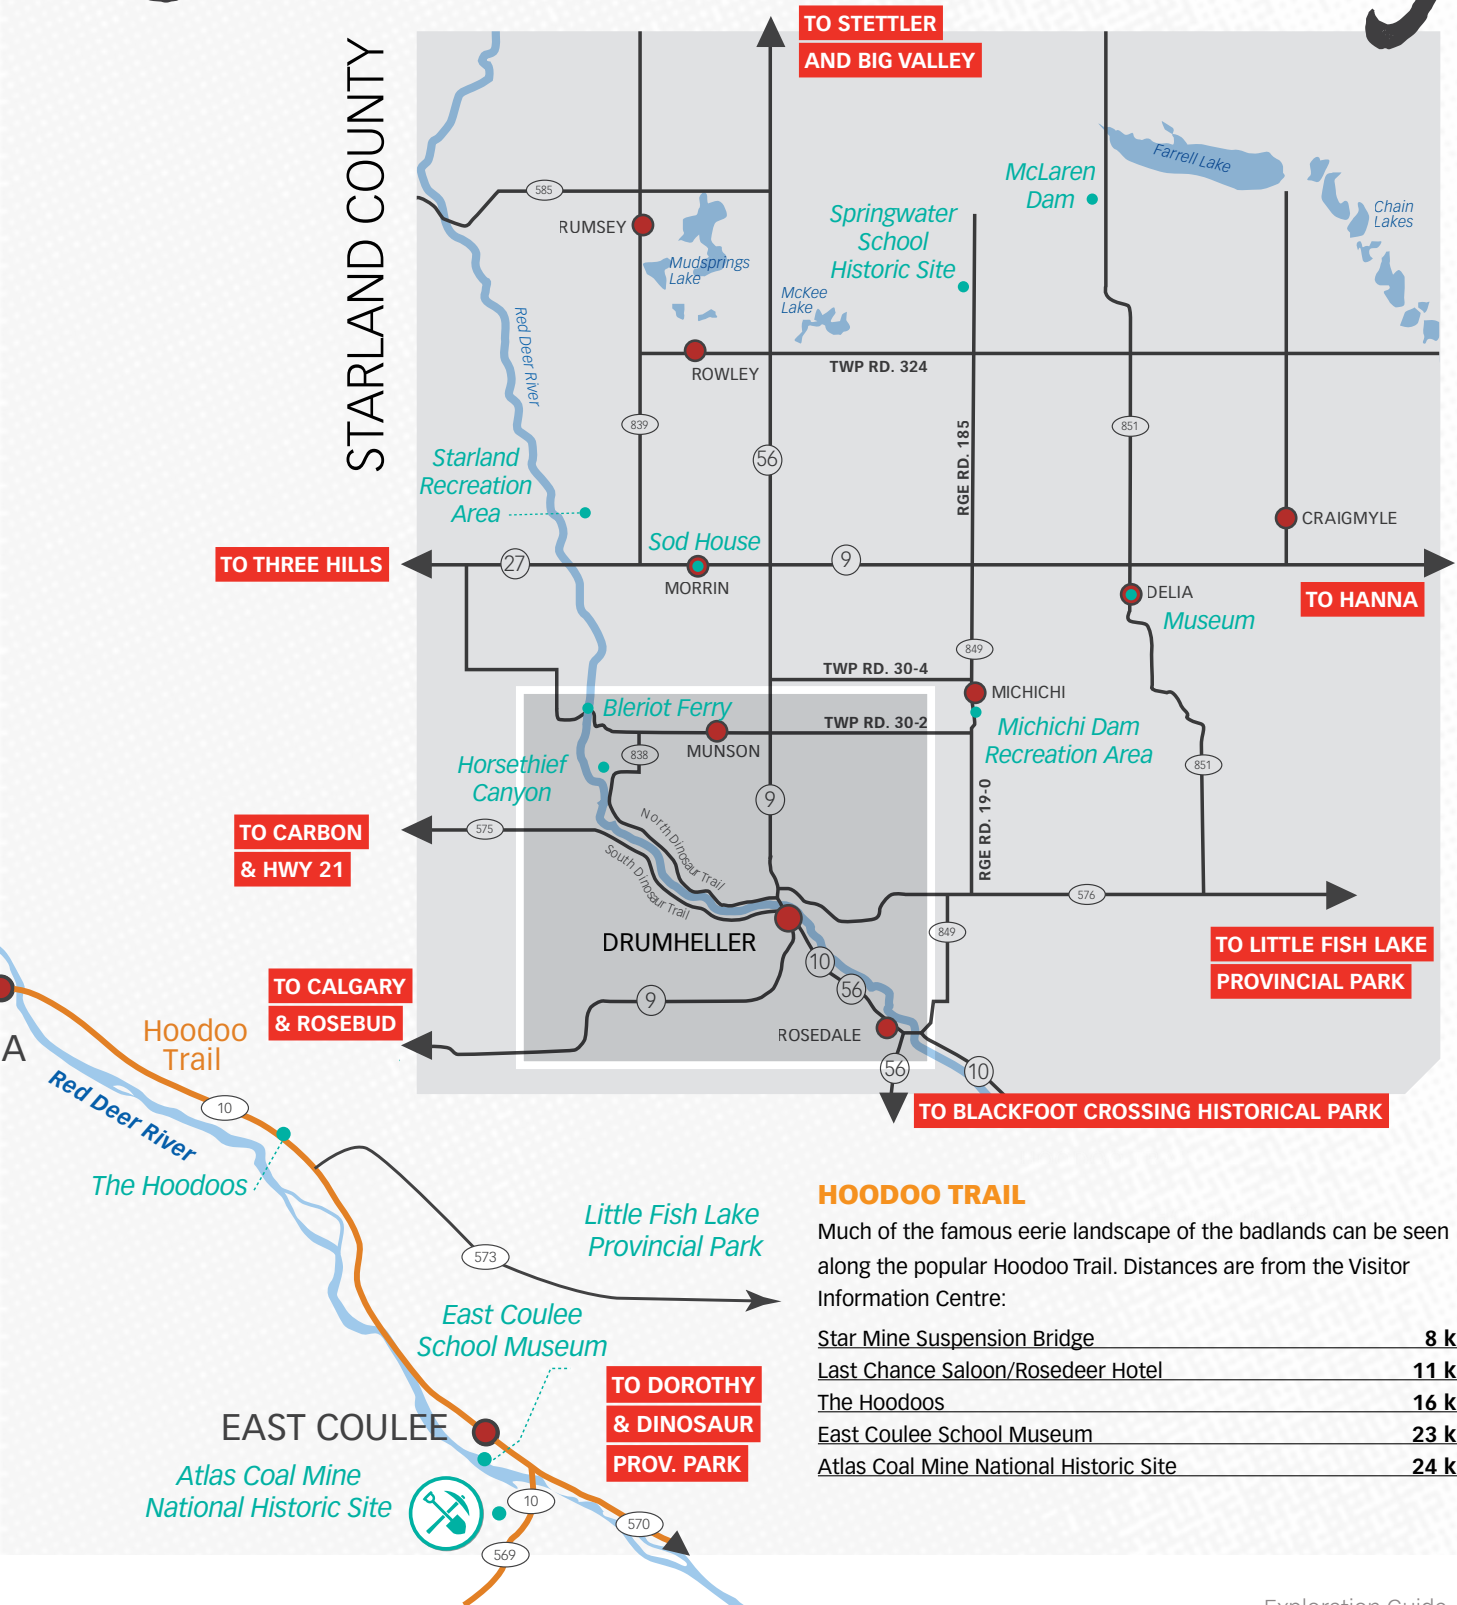 TO STETTLER
AND BIG VALLEY
STARLAND COUNTY
McLaren
Dam
Farrell Lake
Chain
Lakes
585
RUMSEY
Springwater
School
Historic Site
Mudsprings
Lake
McKee
Lake
Red Deer River
ROWLEY
TWP RD. 324
839
56
RGE RD. 185
851
Starland
Recreation
Area
CRAIGMYLE
Sod House
TO THREE HILLS
27
9
MORRIN
DELIA
Museum
TO HANNA
849
TWP RD. 30-4
MICHICHI
Bleriot Ferry
TWP RD. 30-2
MUNSON
Michichi Dam
Recreation Area
838
Horsethief
Canyon
851
9
RGE RD. 19-0
TO CARBON
& HWY 21
575
North Dinosaur Trail
South Dinosaur Trail
576
DRUMHELLER
849
TO LITTLE FISH LAKE
PROVINCIAL PARK
10
56
TO CALGARY
& ROSEBUD
9
ROSEDALE
56
10
TO BLACKFOOT CROSSING HISTORICAL PARK
A
Hoodoo
Trail
Red Deer River
10
The Hoodoos
573
Little Fish Lake
Provincial Park
East Coulee
School Museum
TO DOROTHY
& DINOSAUR
PROV. PARK
EAST COULEE
Atlas Coal Mine
National Historic Site
10
570
569
HOODOO TRAIL
Much of the famous eerie landscape of the badlands can be seen
along the popular Hoodoo Trail. Distances are from the Visitor
Information Centre:
Star Mine Suspension Bridge 8 k
Last Chance Saloon/Rosedeer Hotel 11 k
The Hoodoos 16 k
East Coulee School Museum 23 k
Atlas Coal Mine National Historic Site 24 k
Exploration Guide